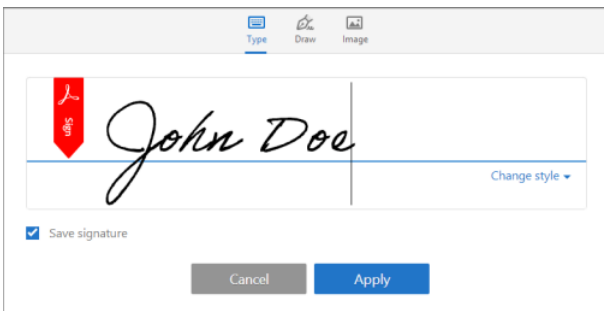 Type Draw Image
Sign
John Doe
Change style
Save signature
Cancel Apply